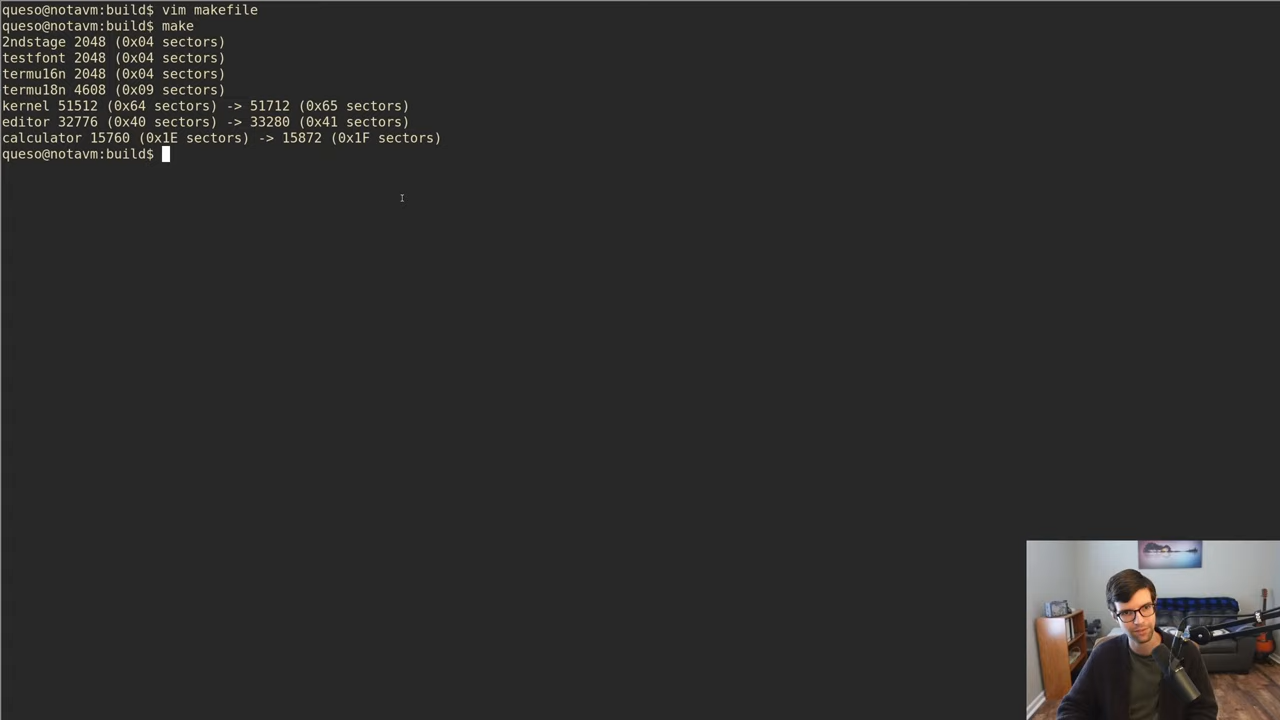 queso@notavm:build$ vim makefile
queso@notavm:build$ make
2ndstage 2048 (0x04 sectors)
testfont 2048 (0x04 sectors)
termu16n 2048 (0x04 sectors)
termu18n 4608 (0x09 sectors)
kernel 51512 (0x64 sectors) -> 51712 (0x65 sectors)
editor 32776 (0x40 sectors) -> 33280 (0x41 sectors)
calculator 15760 (0x1E sectors) -> 15872 (0x1F sectors)
queso@notavm:build$